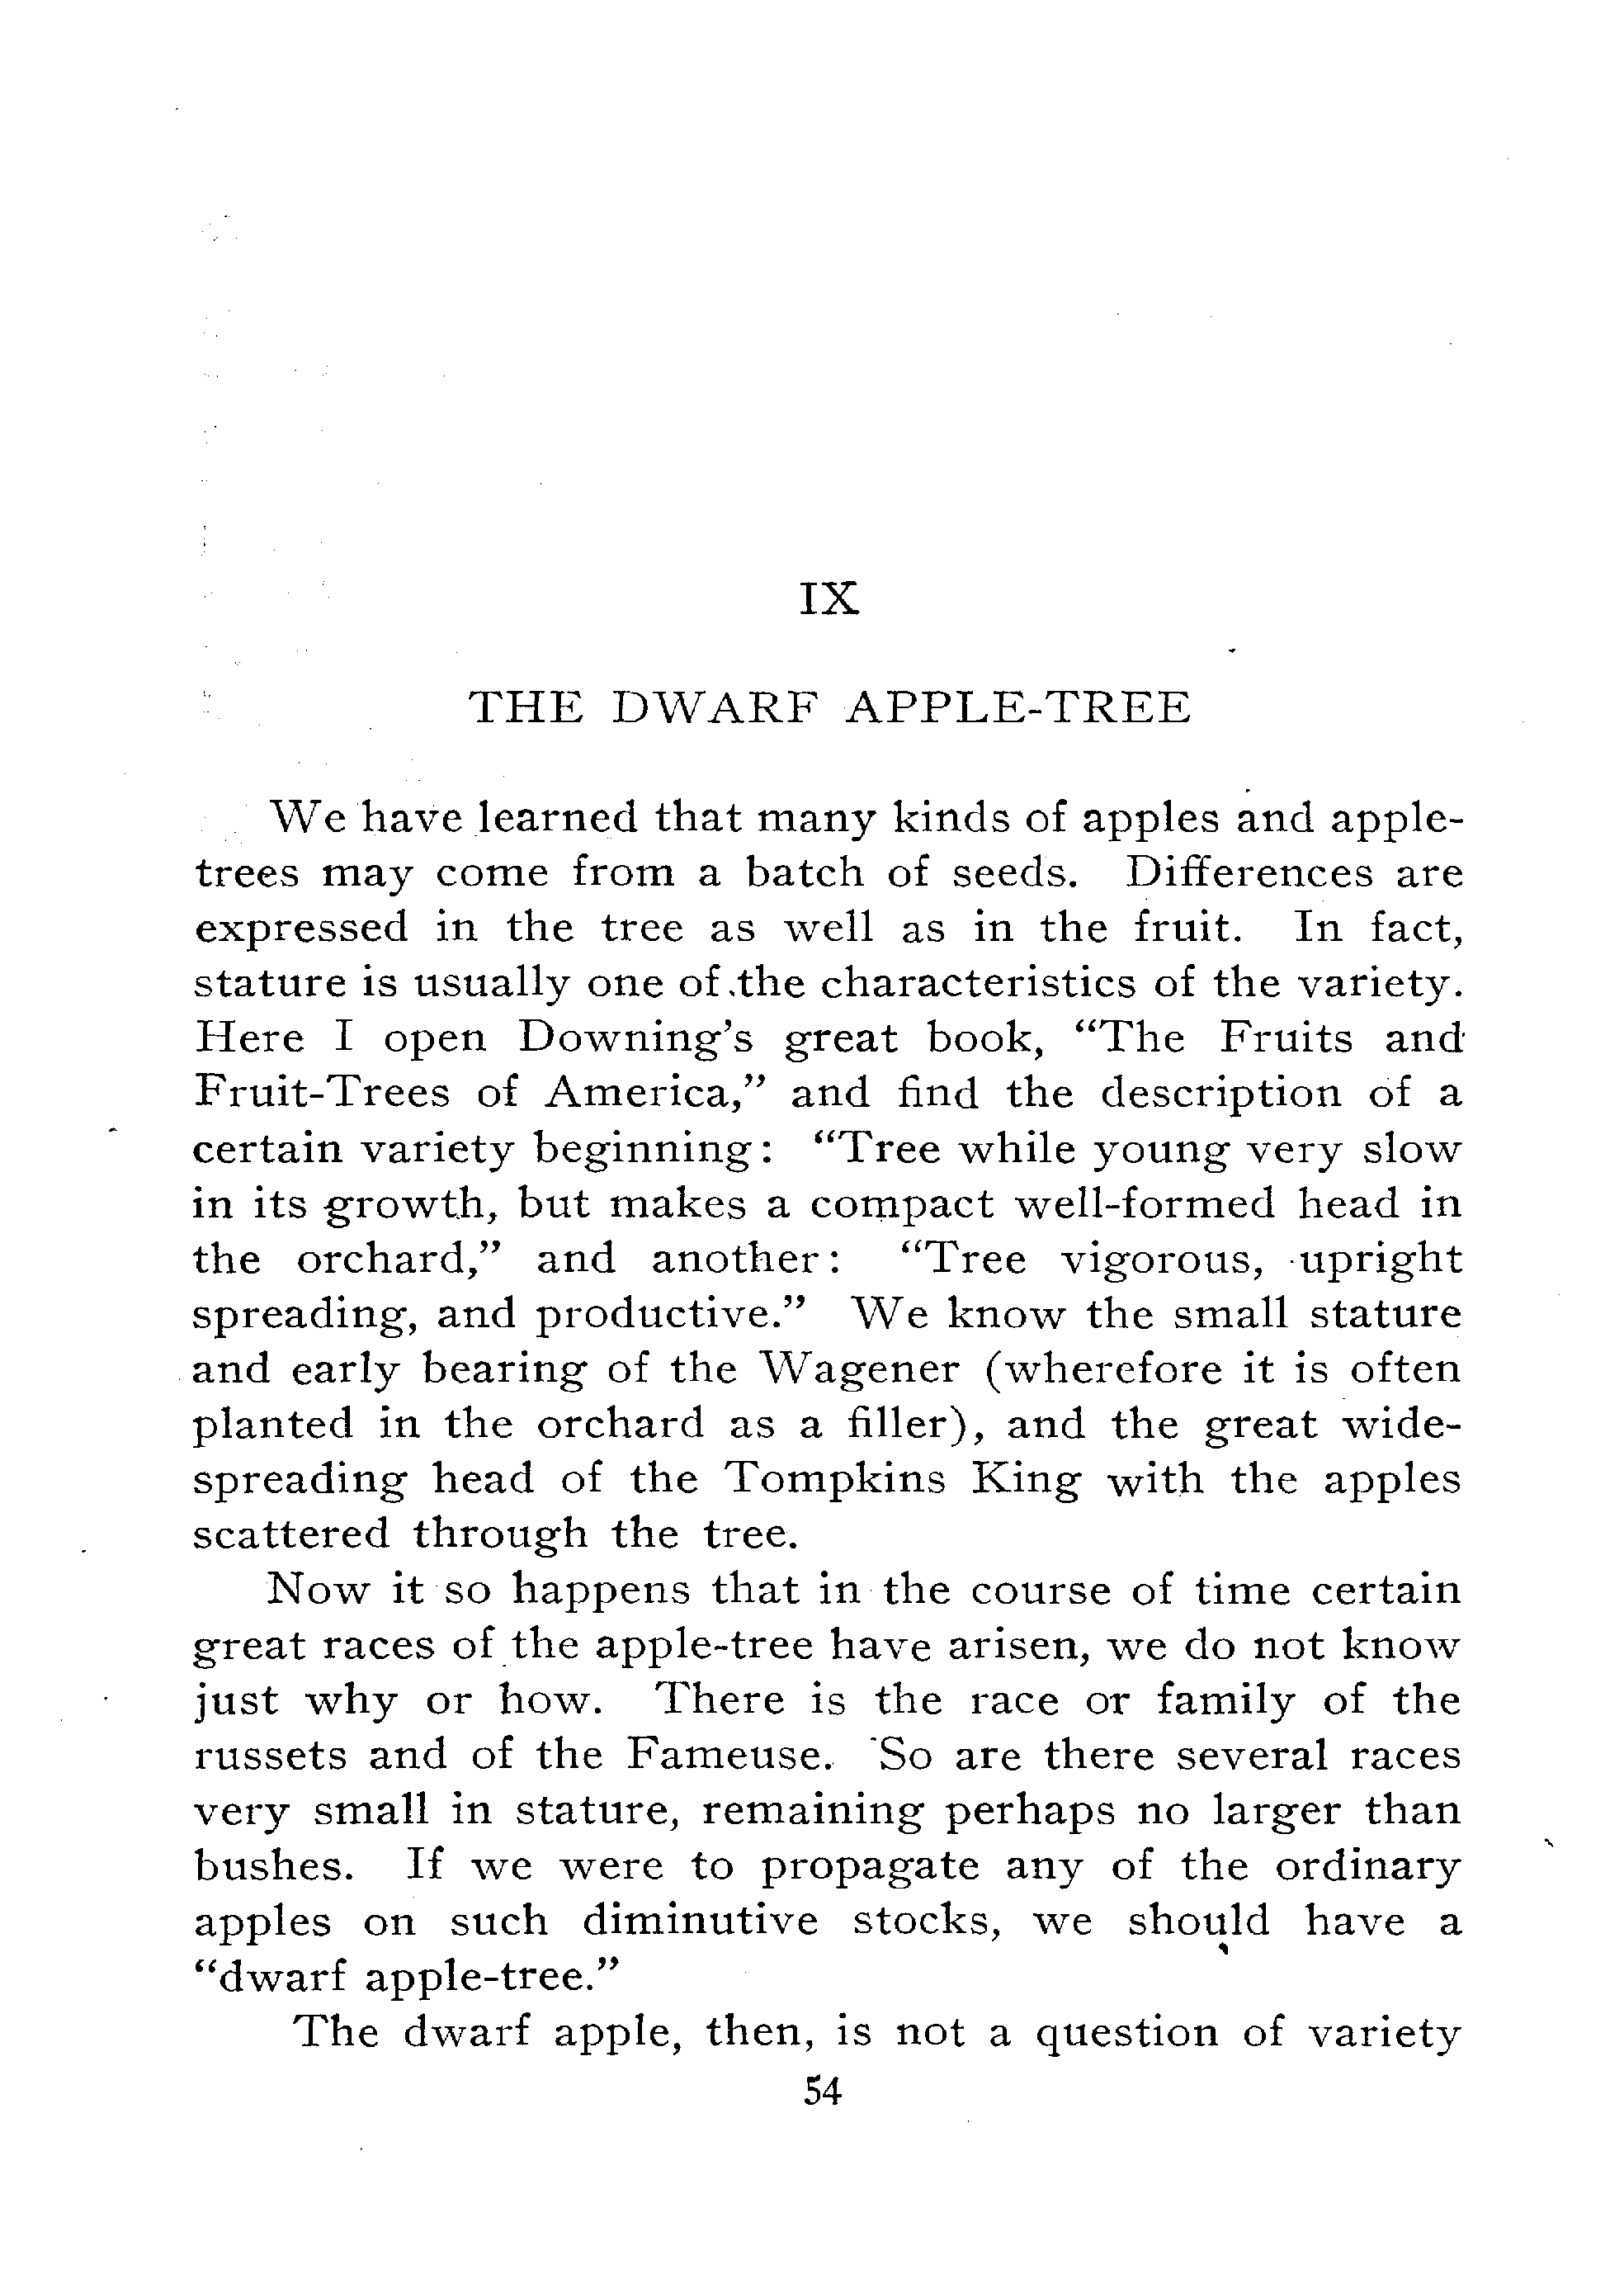 IX
THE DWARF APPLE-TREE
We have learned that many kinds of apples and apple-
trees may come from a batch of seeds. Differences are
expressed in the tree as well as in the fruit. In fact,
stature is usually one of the characteristics of the variety.
Here I open Downing's great book, “The Fruits and
Fruit-Trees of America,” and find the description of a
certain variety beginning: “Tree while young very slow
in its growth, but makes a compact well-formed head in
the orchard,” and another: “Tree vigorous, upright
spreading, and productive.” We know the small stature
and early bearing of the Wagener (wherefore it is often
planted in the orchard as a filler), and the great wide-
spreading head of the Tompkins King with the apples
scattered through the tree.
Now it so happens that in the course of time certain
great races of the apple-tree have arisen, we do not know
just why or how. There is the race or family of the
russets and of the Fameuse. So are there several races
very small in stature, remaining perhaps no larger than
bushes. If we were to propagate any of the ordinary
apples on such diminutive stocks, we should have a
“dwarf apple-tree.”
The dwarf apple, then, is not a question of variety
54